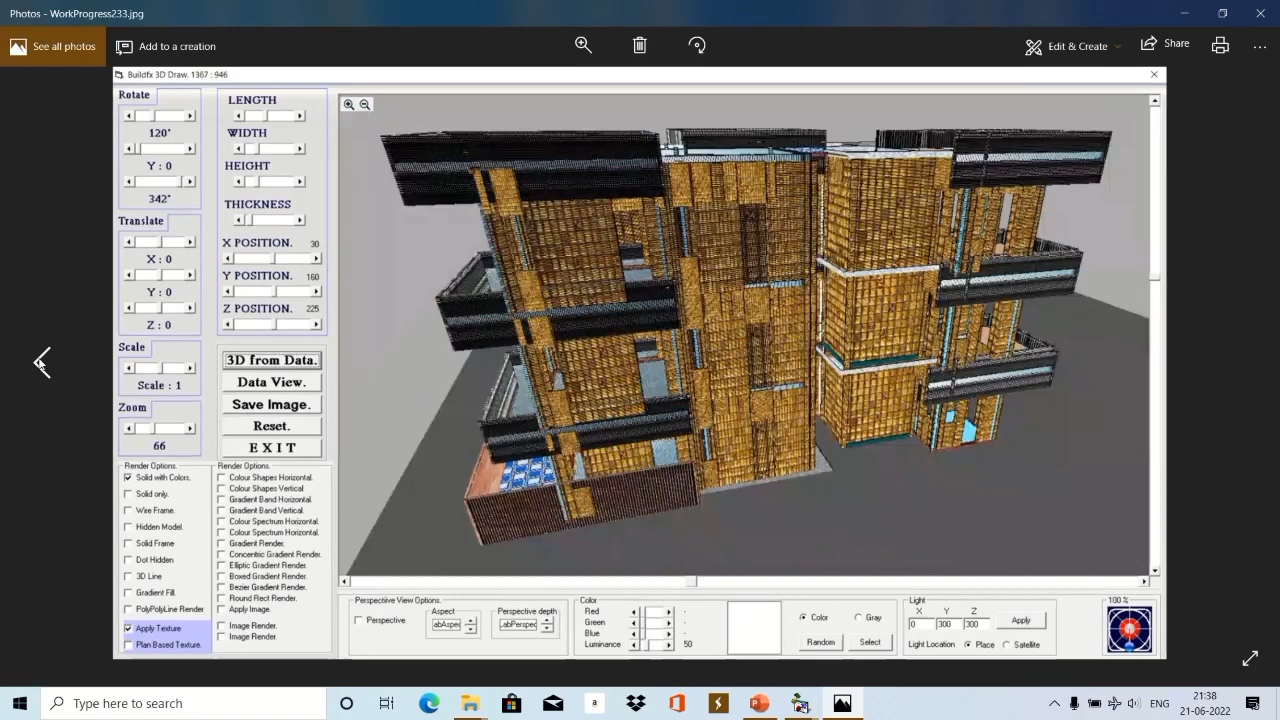 Photos - WorkProgress233.jpg
See all photos
Add to a creation
Edit & Create
Share
Buildfx 3D Draw. 1367 : 946
Rotate
120°
Y : 0
342°
Translate
X : 0
Y : 0
Z : 0
Scale
Scale : 1
Zoom
66
LENGTH
WIDTH
HEIGHT
THICKNESS
X POSITION. 30
Y POSITION. 160
Z POSITION. 225
3D from Data.
Data View.
Save Image.
Reset.
E X I T
Render Options.
Solid with Colors.
Solid only.
Wire Frame.
Hidden Model.
Solid Frame
Dot Hidden
3D Line
Gradient Fill.
PolyPolyLine Render
Apply Texture
Plan Based Texture.
Render Options.
Colour Shapes Horizontal.
Colour Shapes Vertical
Gradient Band Horizontal.
Gradient Band Vertical.
Colour Spectrum Horizontal.
Colour Spectrum Horizontal.
Gradient Render.
Concentric Gradient Render.
Elliptic Gradient Render.
Boxed Gradient Render.
Bezier Gradient Render.
Round Rect Render.
Apply Image.
Image Render.
Image Render.
Perspective View Options.
Perspective
Aspect
abAspec
Perspective depth
.abPerspec
Color
Red -
Green -
Blue -
Luminance 50
Color Gray
Random Select
Light
X Y Z
0 300 300 Apply
Light Location Place Satellite
100 %
Type here to search
a
ENG
21:38
21-06-2022